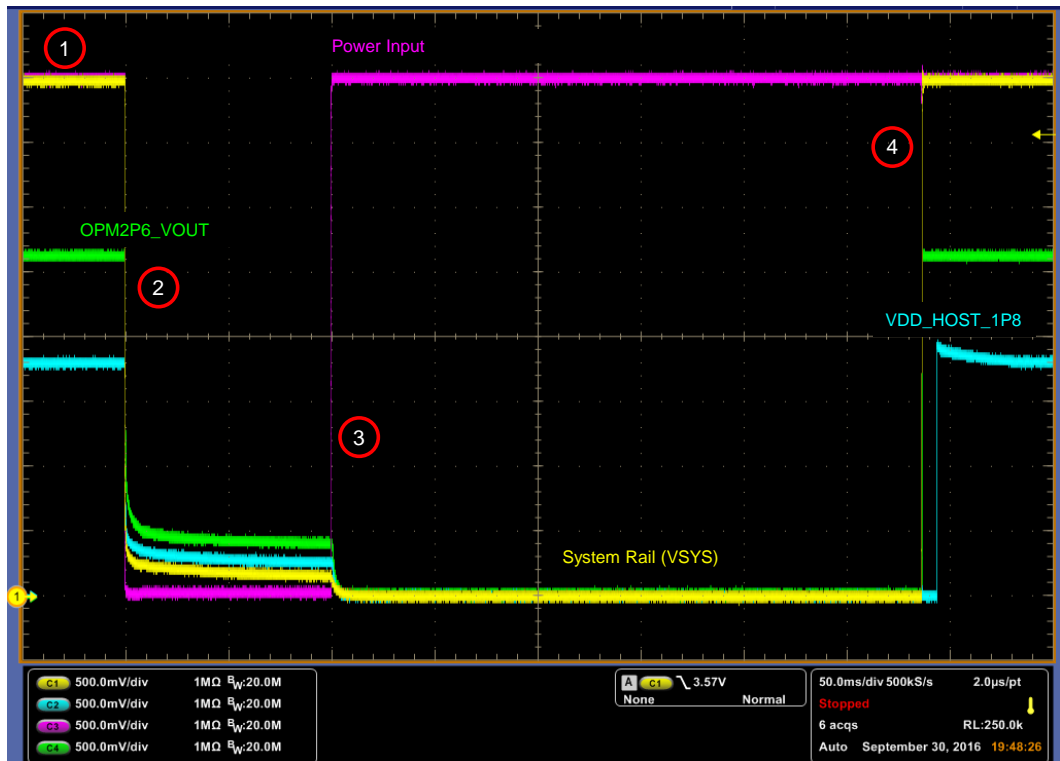 1
Power Input
4
OPM2P6_VOUT
2
VDD_HOST_1P8
3
System Rail (VSYS)
1
C1 500.0mV/div 1MΩ BW:20.0M
C2 500.0mV/div 1MΩ BW:20.0M
C3 500.0mV/div 1MΩ BW:20.0M
C4 500.0mV/div 1MΩ BW:20.0M
A C1 3.57V
None Normal
50.0ms/div 500kS/s 2.0µs/pt
Stopped
6 acqs RL:250.0k
Auto September 30, 2016 19:48:26